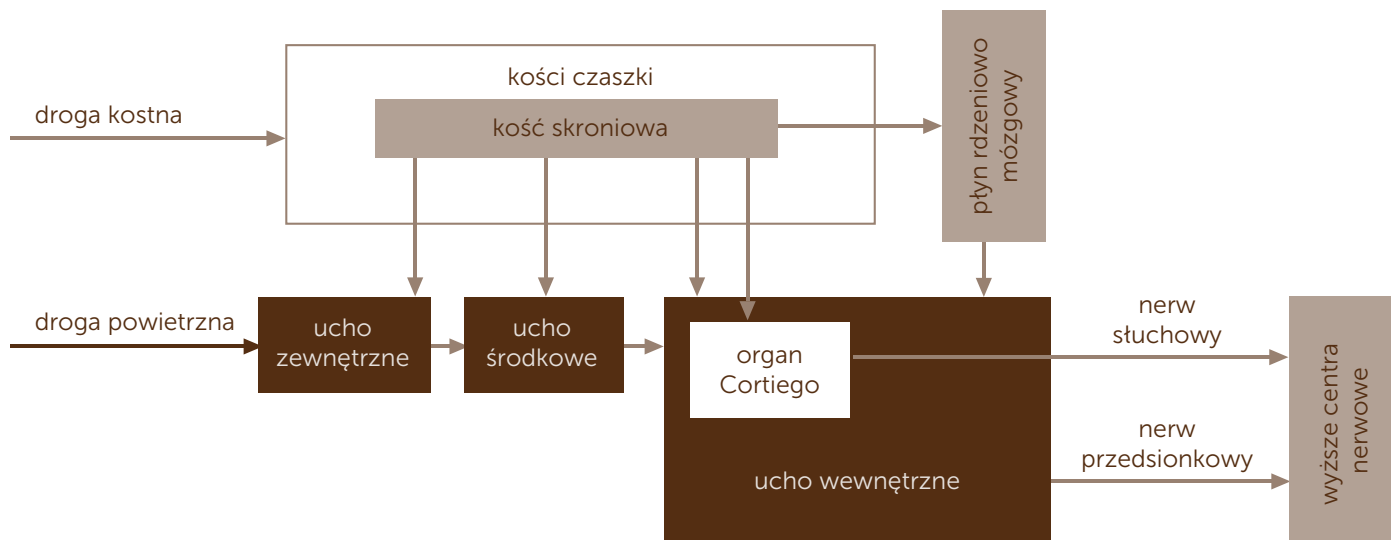 kości czaszki
droga kostna
kość skroniowa
płyn rdzeniowo
mózgowy
droga powietrzna
ucho
zewnętrzne
ucho
środkowe
organ
Cortiego
ucho wewnętrzne
nerw
słuchowy
nerw
przedsionkowy
wyższe centra
nerwowe